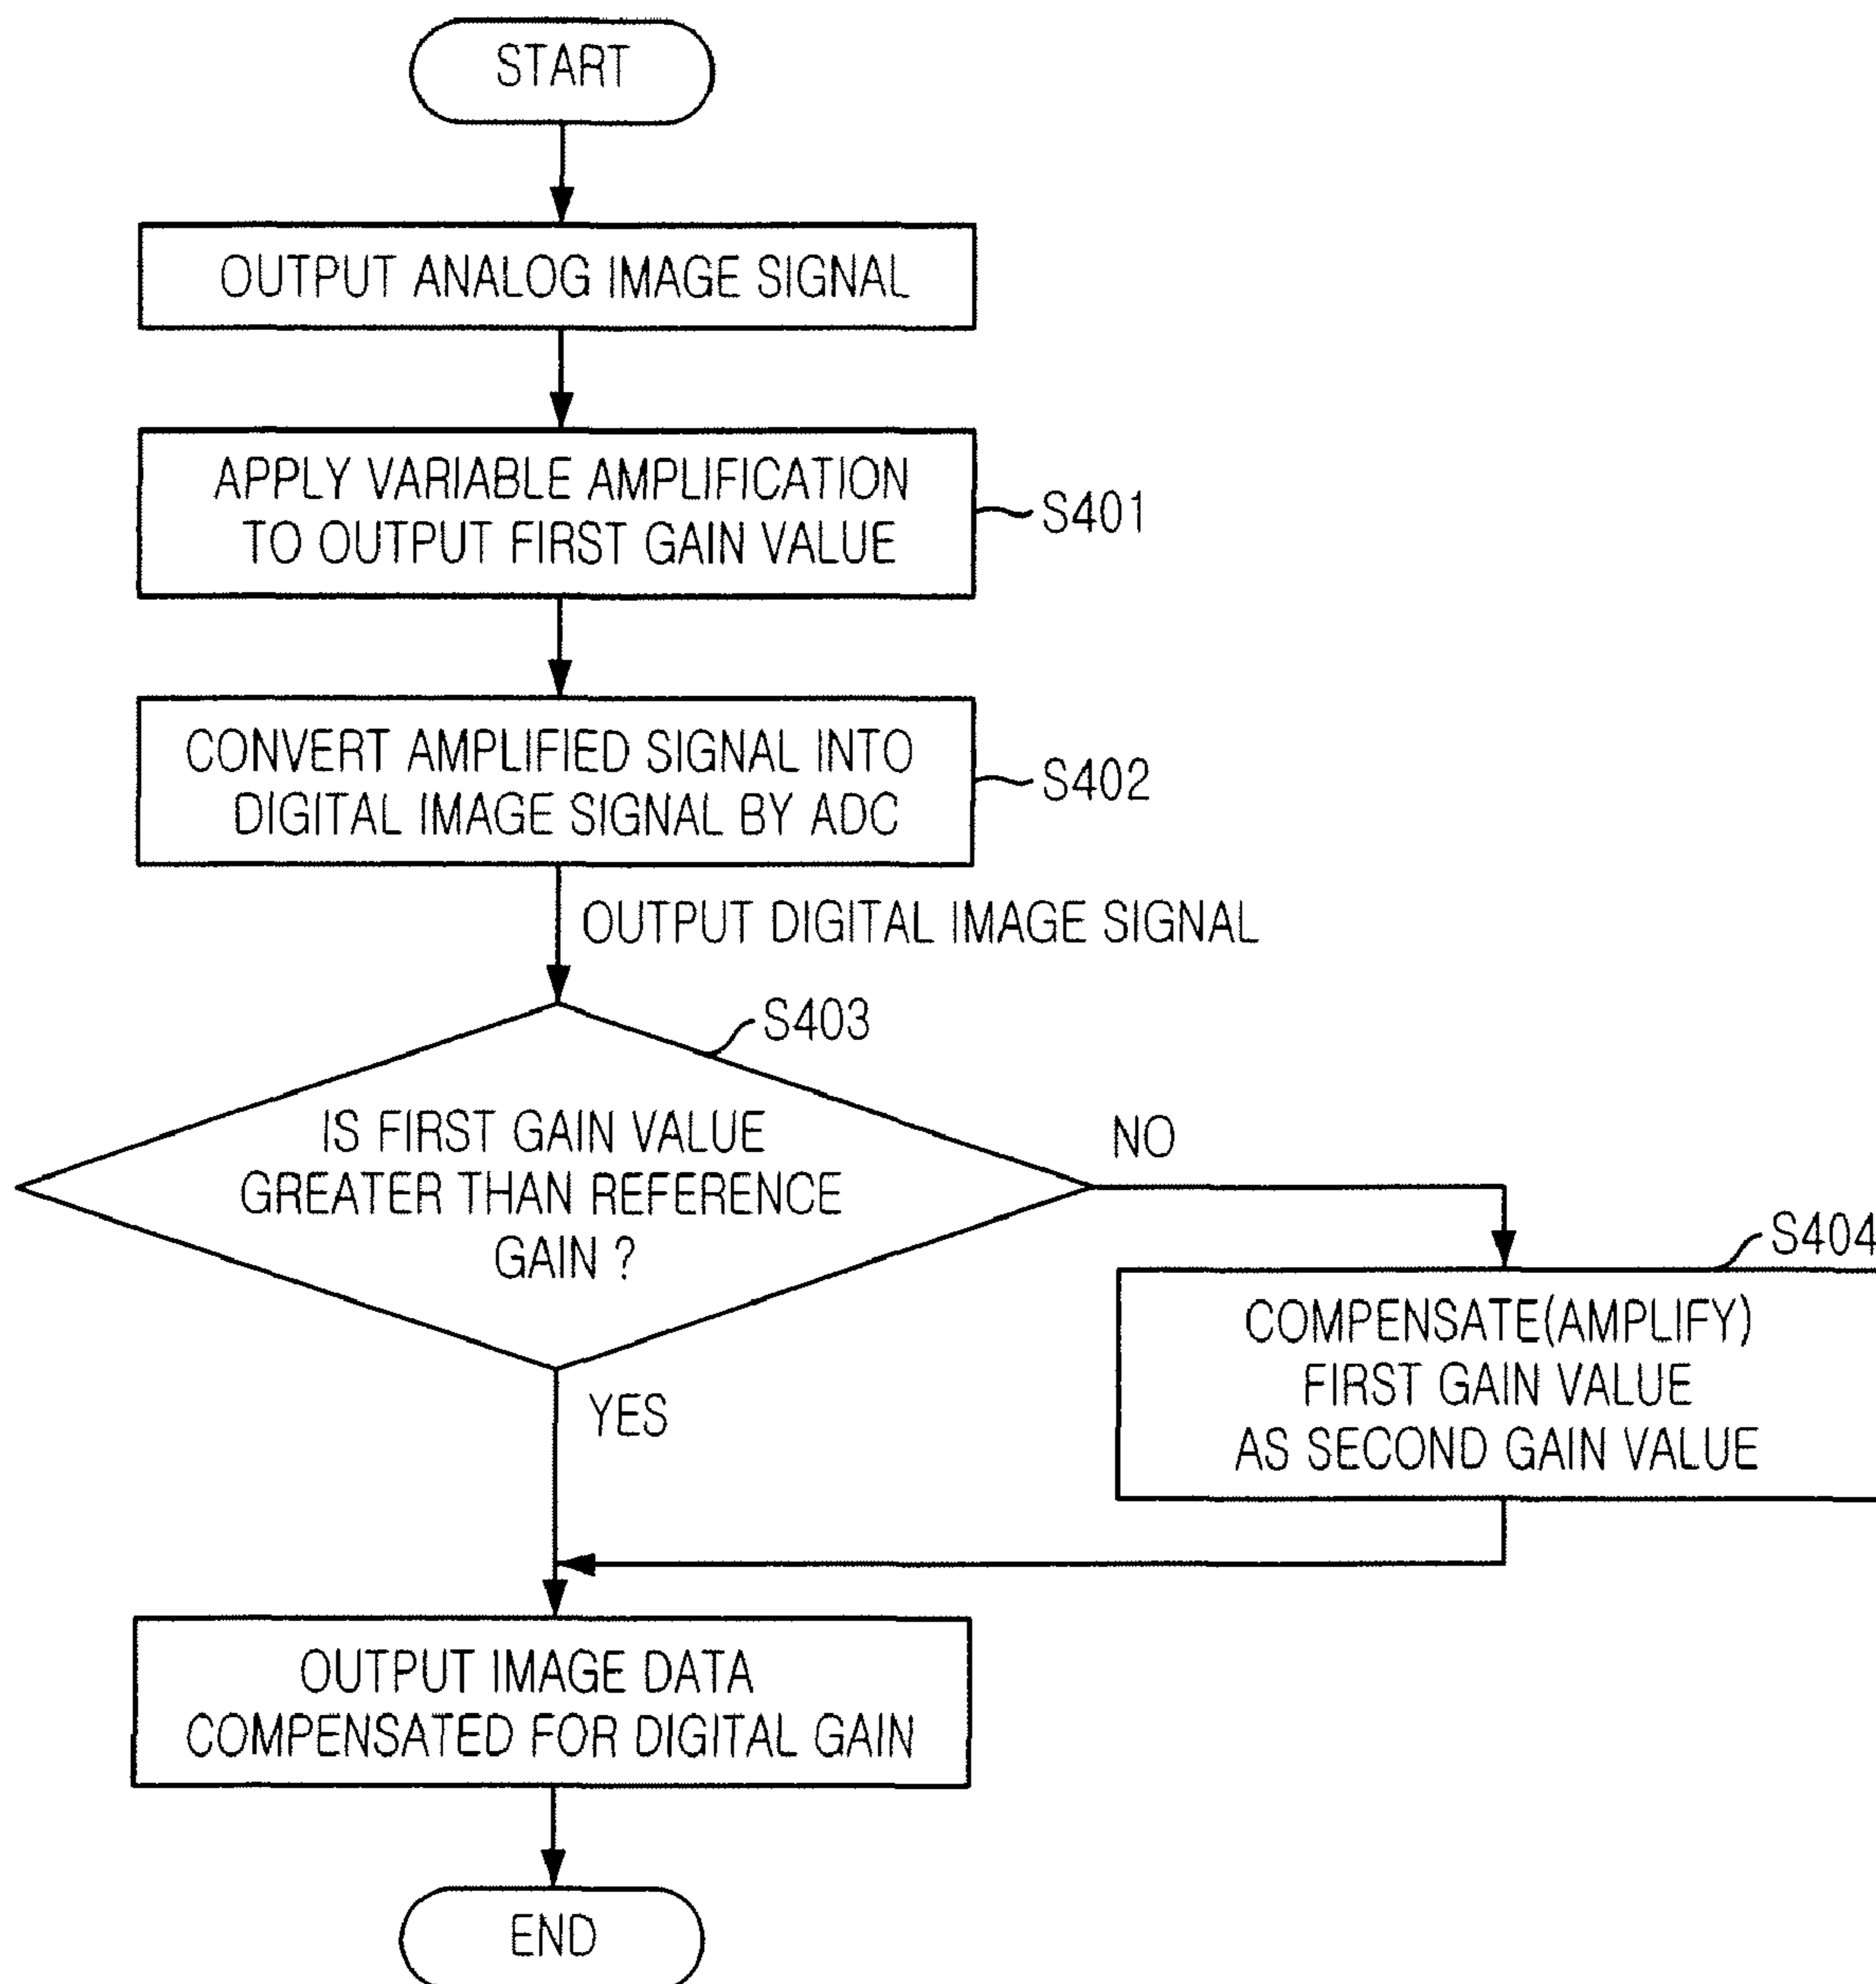 START
OUTPUT ANALOG IMAGE SIGNAL
APPLY VARIABLE AMPLIFICATION
TO OUTPUT FIRST GAIN VALUE
S401
CONVERT AMPLIFIED SIGNAL INTO
DIGITAL IMAGE SIGNAL BY ADC
S402
OUTPUT DIGITAL IMAGE SIGNAL
S403
IS FIRST GAIN VALUE
GREATER THAN REFERENCE
GAIN ?
NO
S404
COMPENSATE(AMPLIFY)
FIRST GAIN VALUE
AS SECOND GAIN VALUE
YES
OUTPUT IMAGE DATA
COMPENSATED FOR DIGITAL GAIN
END